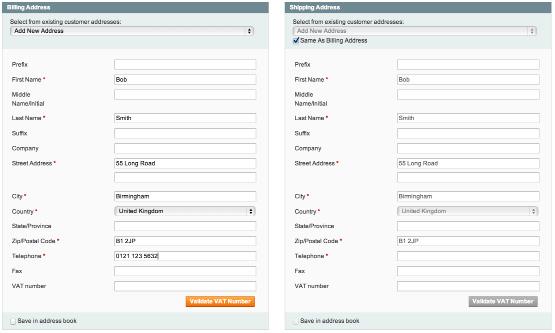 Billing Address
Select from existing customer addresses:
Add New Address
Prefix
First Name * Bob
Middle
Name/Initial
Last Name * Smith
Suffix
Company
Street Address * 55 Long Road
City * Birmingham
Country * United Kingdom
State/Province
Zip/Postal Code * B1 2JP
Telephone * 0121 123 5632
Fax
VAT number
Validate VAT Number
Save in address book
Shipping Address
Select from existing customer addresses:
Add New Address
Same As Billing Address
Prefix
First Name * Bob
Middle
Name/Initial
Last Name * Smith
Suffix
Company
Street Address * 55 Long Road
City * Birmingham
Country * United Kingdom
State/Province
Zip/Postal Code * B1 2JP
Telephone *
Fax
VAT number
Validate VAT Number
Save in address book